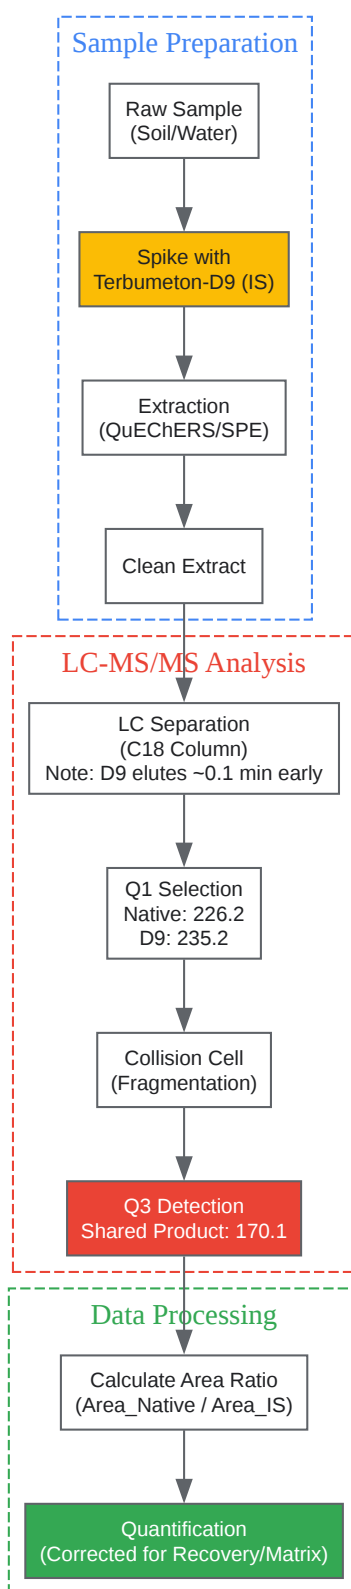 Sample Preparation
Raw Sample
(Soil/Water)
Spike with
Terbumeton-D9 (IS)
Extraction
(QuEChERS/SPE)
Clean Extract
LC-MS/MS Analysis
LC Separation
(C18 Column)
Note: D9 elutes ~0.1 min early
Q1 Selection
Native: 226.2
D9: 235.2
Collision Cell
(Fragmentation)
Q3 Detection
Shared Product: 170.1
Data Processing
Calculate Area Ratio
(Area_Native / Area_IS)
Quantification
(Corrected for Recovery/Matrix)